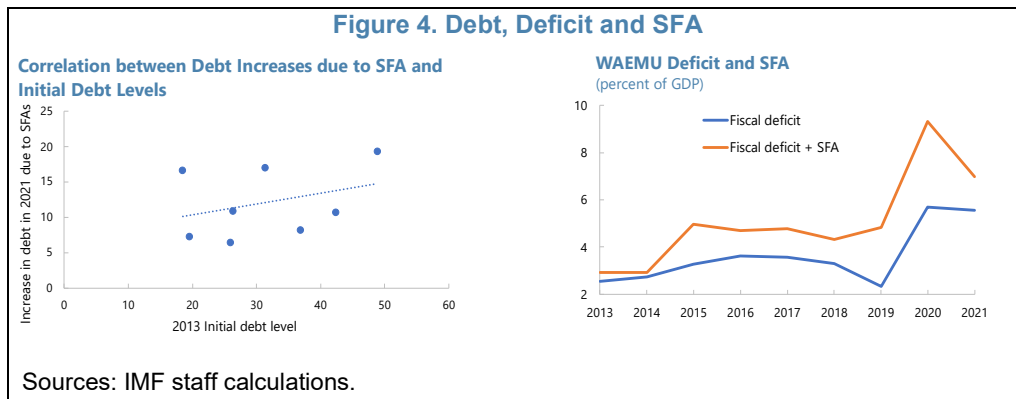 Figure 4. Debt, Deficit and SFA
Correlation between Debt Increases due to SFA and
Initial Debt Levels
Increase in debt in 2021 due to SFAs
25
20
15
10
5
0
0 10 20 30 40 50 60
2013 Initial debt level
WAEMU Deficit and SFA
(percent of GDP)
10
8
6
4
2
Fiscal deficit
Fiscal deficit + SFA
2013 2014 2015 2016 2017 2018 2019 2020 2021
Sources: IMF staff calculations.